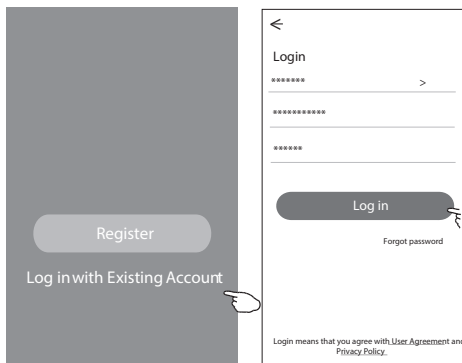 Register
Log in with Existing Account
Login
*******
>
***********
******
Log in
Forgot password
Login means that you agree with User Agreement and
Privacy Policy